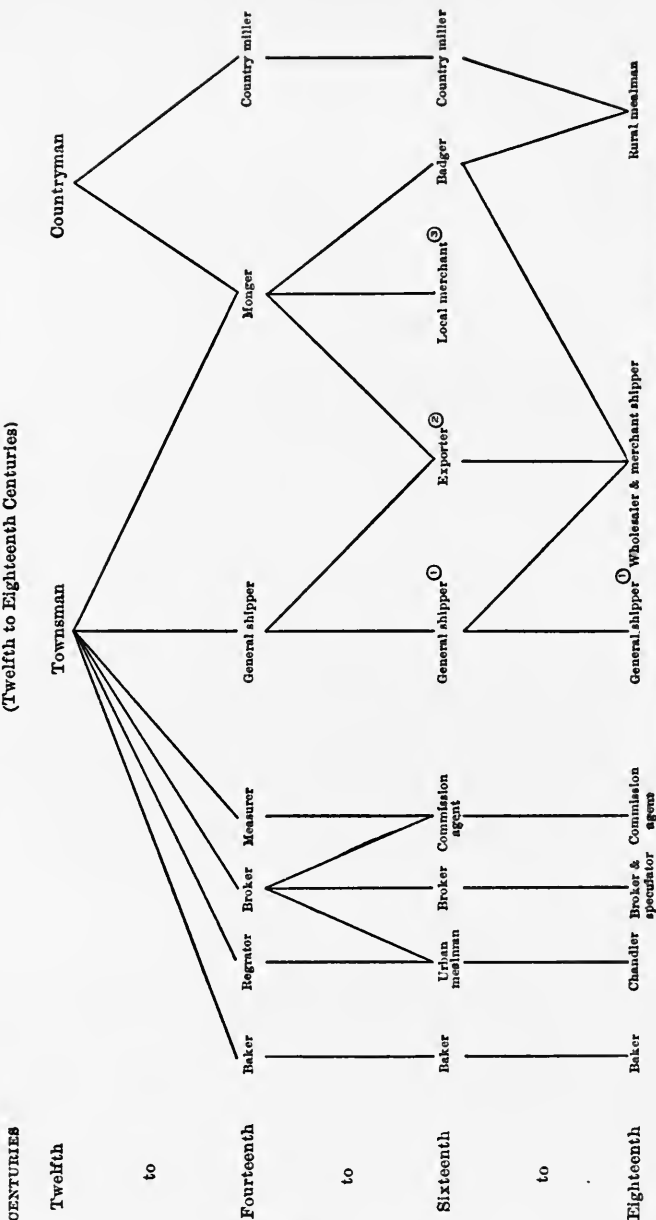 (Twelfth to Eighteenth Centuries)
CENTURIES
Twelfth
Townsman
Countryman
to
Fourteenth
Baker
Regrator
Broker
Measurer
General shipper
Monger
Country miller
to
Sixteenth
Baker
Urban
mealman
Broker
Commission
agent
General shipper ①
Exporter ②
Local merchant ③
Badger
Country miller
to
Eighteenth
Baker
Chandler
Broker &
speculator
Commission
agent
General shipper ①
Wholesaler & merchant shipper
Rural mealman